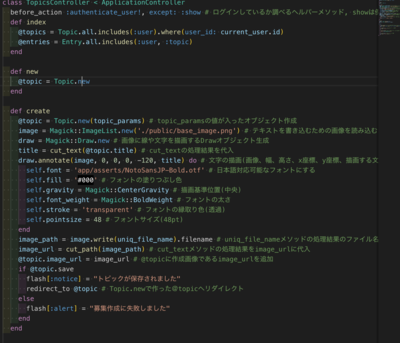 class TopicsController < ApplicationController
before_action :authenticate_user!, except: :show # ログインしているか調べるヘルパーメソッド, showは
def index
@topics = Topic.all.includes(:user).where(user_id: current_user.id)
@entries = Entry.all.includes(:user, :topic)
end
def new
@topic = Topic.new
end
def create
@topic = Topic.new(topic_params) # topic_paramsの値が入ったオブジェクト作成
image = Magick::ImageList.new('./public/base_image.png') # テキストを書き込むための画像を読み込む
draw = Magick::Draw.new # 画像に線や文字を描画するDrawオブジェクト生成
title = cut_text(@topic.title) # cut_textの処理結果を代入
draw.annotate(image, 0, 0, 0, -120, title) do # 文字の描画(画像、幅、高さ、x座標、y座標、描画する文
self.font = 'app/asserts/NotoSansJP-Bold.otf' # 日本語対応可能なフォントにする
self.fill = '#000' # フォントの塗りつぶし色
self.gravity = Magick::CenterGravity # 描画基準位置(中央)
self.font_weight = Magick::BoldWeight # フォントの太さ
self.stroke = 'transparent' # フォントの縁取り色(透過)
self.pointsize = 48 # フォントサイズ(48pt)
end
image_path = image.write(uniq_file_name).filename # uniq_file_nameメソッドの処理結果のファイル名
image_url = cut_path(image_path) # cut_textメソッドの処理結果をimage_urlに代入
@topic.image_url = image_url # @topicに作成画像であるimage_urlを追加
if @topic.save
flash[:notice] = "トピックが保存されました"
redirect_to @topic # Topic.newで作った@topicへリダイレクト
else
flash[:alert] = "募集作成に失敗しました"
end
end